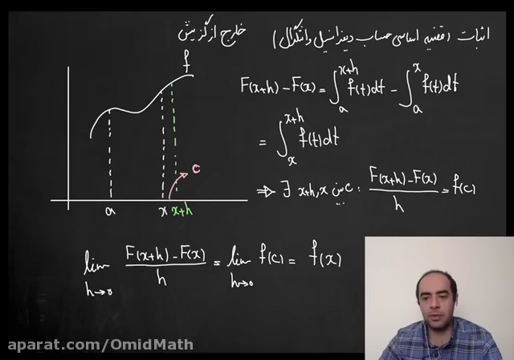 اثبات (قضیه اساسی حساب دیفرانسیل و انتگرال) خارج از گزینش
f
F(x+h) - F(x) = ∫_a^{x+h} f(t)dt - ∫_a^x f(t)dt
= ∫_x^{x+h} f(t)dt
⇒ ∃ x+h, x بین c : (F(x+h) - F(x))/h = f(c)
c
a x x+h
lim_{h→0} (F(x+h) - F(x))/h = lim_{h→0} f(c) = f(x)
aparat.com/OmidMath